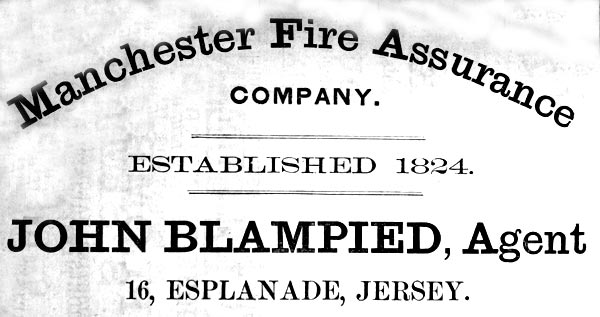 Manchester Fire Assurance
COMPANY.
ESTABLISHED 1824.
JOHN BLAMPIED, Agent
16, ESPLANADE, JERSEY.